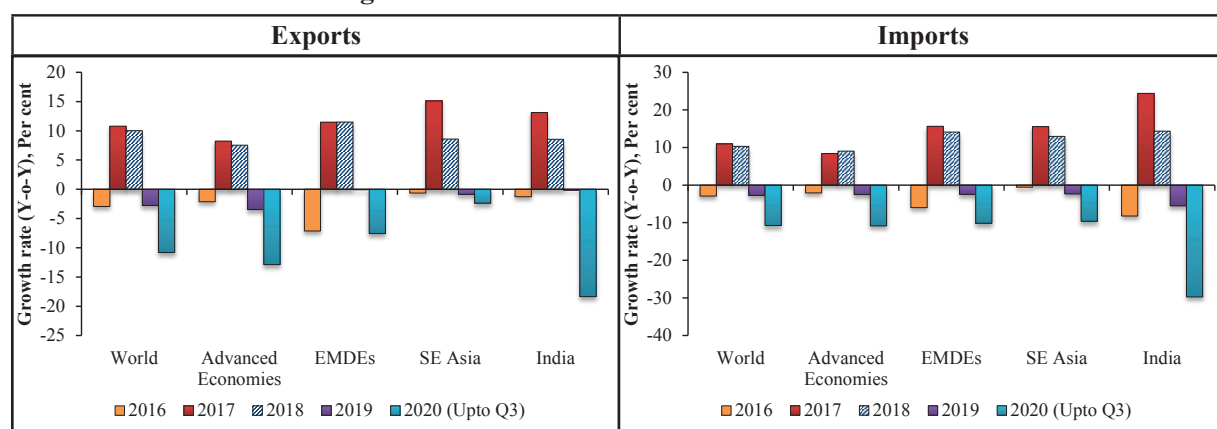 Exports
Imports
Growth rate (Y-o-Y), Per cent
20
15
10
5
0
-5
-10
-15
-20
-25
World
Advanced
Economies
EMDEs
SE Asia
India
2016
2017
2018
2019
2020 (Upto Q3)
Growth rate (Y-o-Y), Per cent
30
20
10
0
-10
-20
-30
-40
World
Advanced
Economies
EMDEs
SE Asia
India
2016
2017
2018
2019
2020 (Upto Q3)